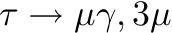 τ → μγ, 3μ